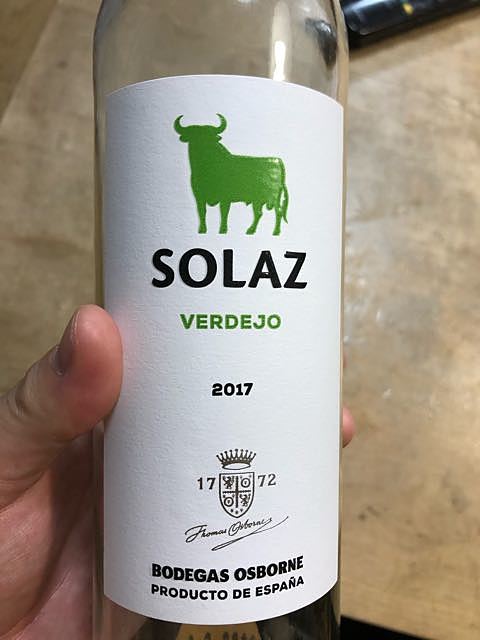 SOLAZ
VERDEJO
2017
17 72
Thomas Osborne
BODEGAS OSBORNE
PRODUCTO DE ESPAÑA